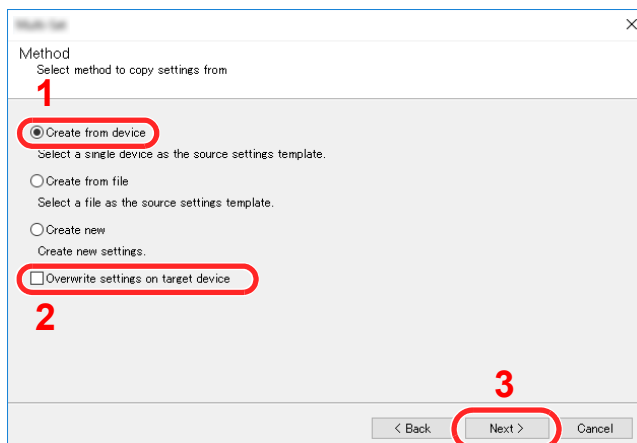 Method
Select method to copy settings from
1
Create from device
Select a single device as the source settings template.
Create from file
Select a file as the source settings template.
Create new
Create new settings.
Overwrite settings on target device
2
3
< Back Next > Cancel